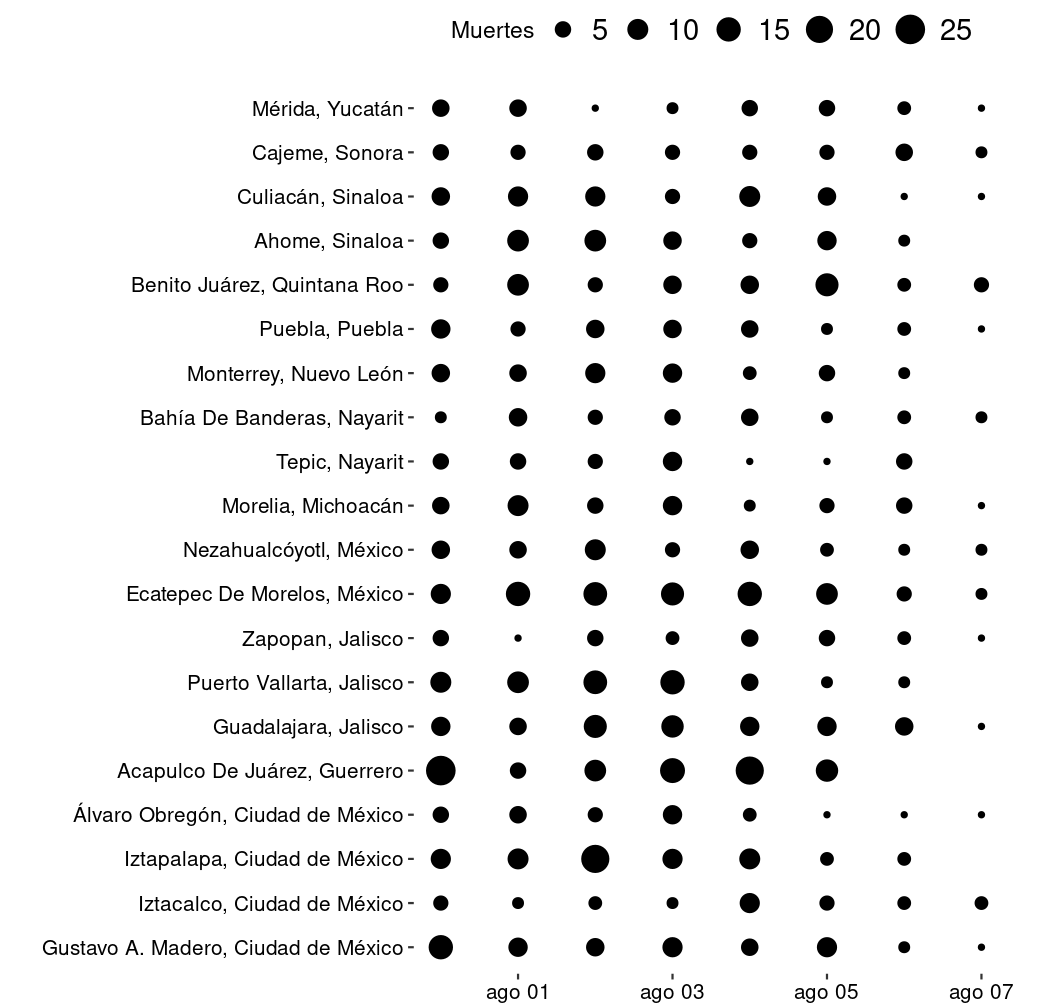 Muertes 5 10 15 20 25
Mérida, Yucatán
Cajeme, Sonora
Culiacán, Sinaloa
Ahome, Sinaloa
Benito Juárez, Quintana Roo
Puebla, Puebla
Monterrey, Nuevo León
Bahía De Banderas, Nayarit
Tepic, Nayarit
Morelia, Michoacán
Nezahualcóyotl, México
Ecatepec De Morelos, México
Zapopan, Jalisco
Puerto Vallarta, Jalisco
Guadalajara, Jalisco
Acapulco De Juárez, Guerrero
Álvaro Obregón, Ciudad de México
Iztapalapa, Ciudad de México
Iztacalco, Ciudad de México
Gustavo A. Madero, Ciudad de México
ago 01 ago 03 ago 05 ago 07